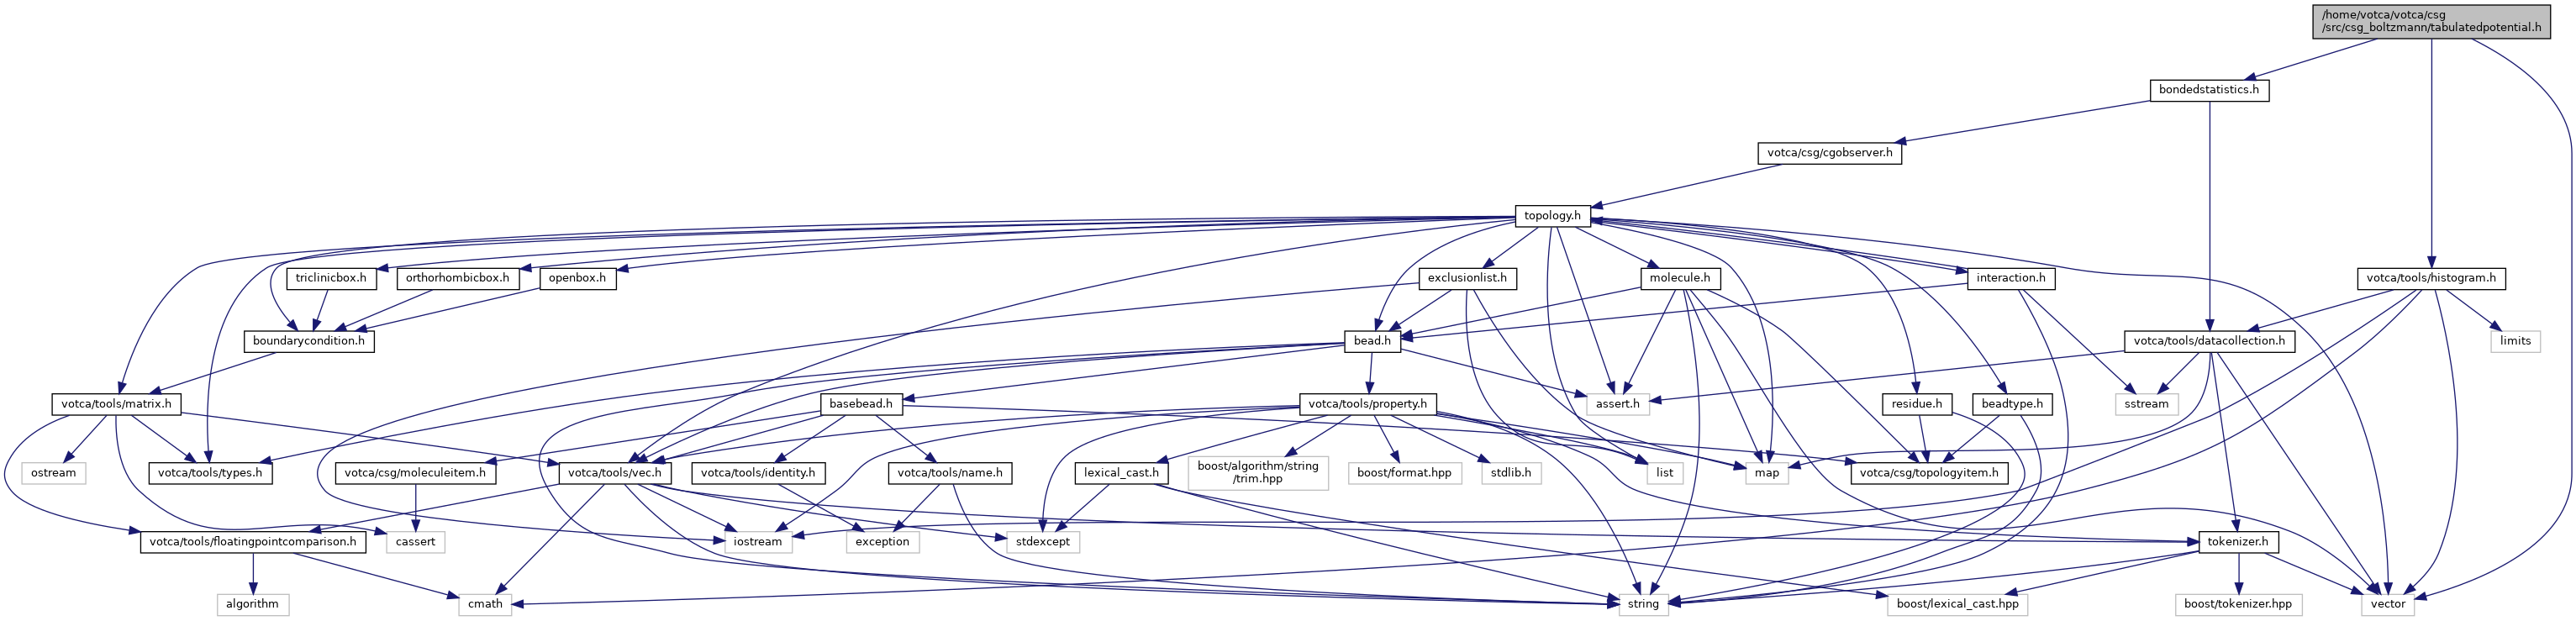 /home/votca/votca/csg
/src/csg_boltzmann/tabulatedpotential.h
bondedstatistics.h
votca/csg/cgobserver.h
topology.h
triclinicbox.h
orthorhombicbox.h
openbox.h
exclusionlist.h
molecule.h
interaction.h
votca/tools/histogram.h
boundarycondition.h
bead.h
votca/tools/datacollection.h
limits
votca/tools/matrix.h
basebead.h
votca/tools/property.h
assert.h
residue.h
beadtype.h
sstream
ostream
votca/tools/types.h
votca/csg/moleculeitem.h
votca/tools/vec.h
votca/tools/identity.h
votca/tools/name.h
lexical_cast.h
boost/algorithm/string
/trim.hpp
boost/format.hpp
stdlib.h
list
map
votca/csg/topologyitem.h
votca/tools/floatingpointcomparison.h
cassert
iostream
exception
stdexcept
tokenizer.h
algorithm
cmath
string
boost/lexical_cast.hpp
boost/tokenizer.hpp
vector